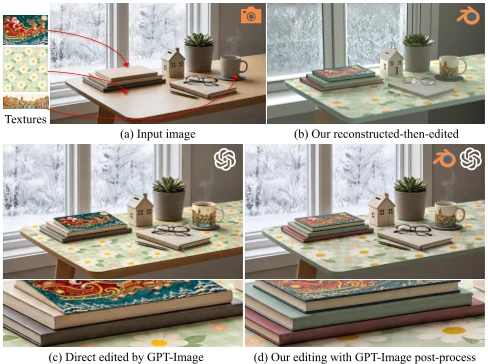 Textures
(a) Input image
(b) Our reconstructed-then-edited
(c) Direct edited by GPT-Image
(d) Our editing with GPT-Image post-process